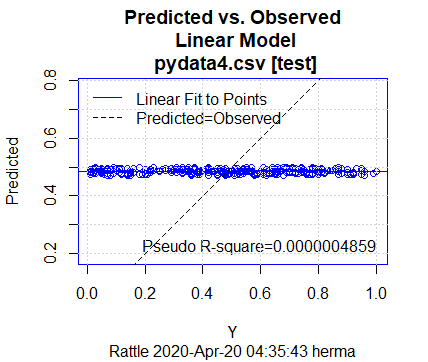 Predicted vs. Observed
Linear Model
pydata4.csv [test]
Linear Fit to Points
Predicted=Observed
Predicted
0.8
0.6
0.4
0.2
Pseudo R-square=0.0000004859
0.0 0.2 0.4 0.6 0.8 1.0
Y
Rattle 2020-Apr-20 04:35:43 herma